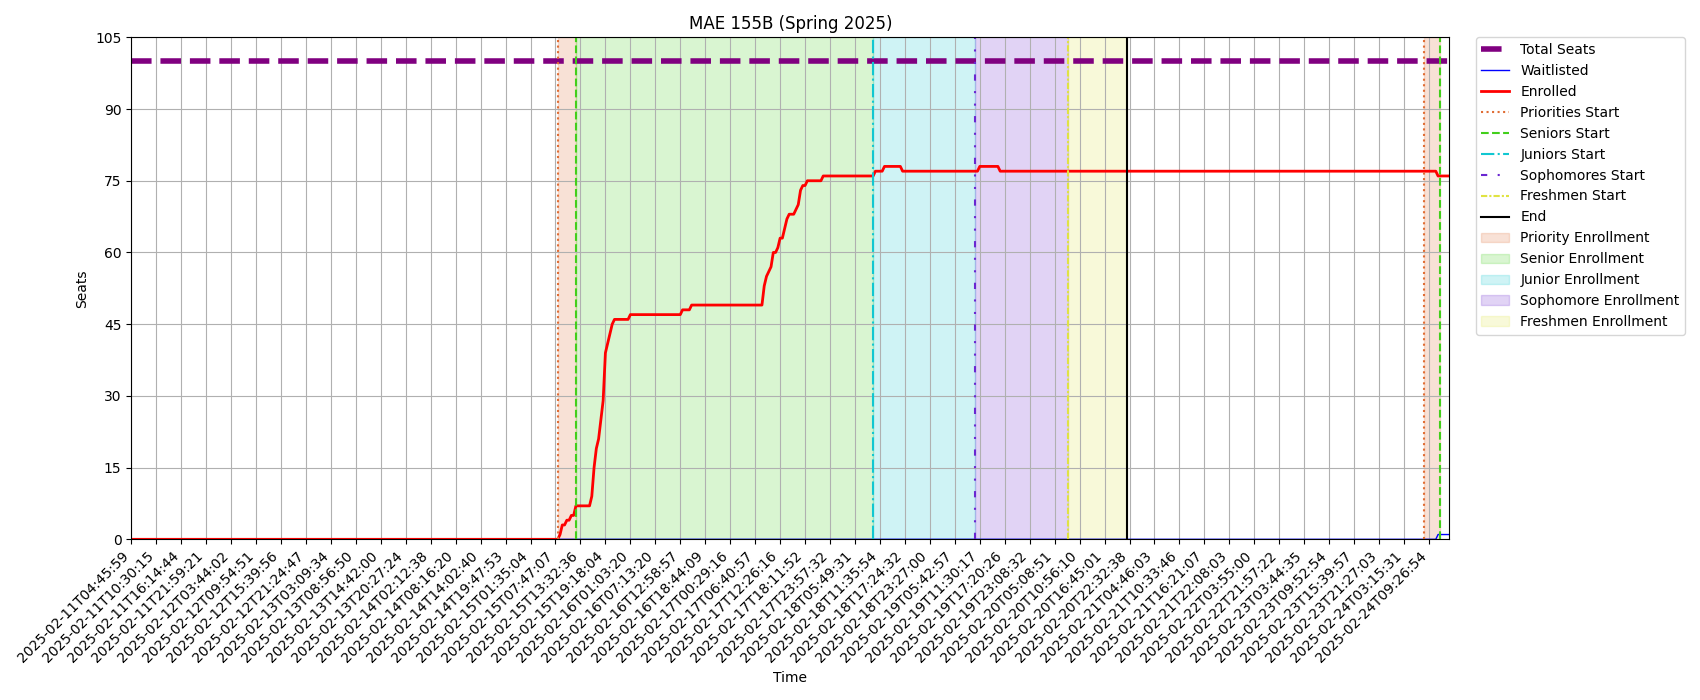 MAE 155B (Spring 2025)
105
90
75
60
45
30
15
0
Seats
2025-02-11T04:45:59
2025-02-11T10:30:15
2025-02-11T16:14:44
2025-02-11T21:59:21
2025-02-12T03:44:02
2025-02-12T09:54:51
2025-02-12T15:39:56
2025-02-12T21:24:47
2025-02-13T03:09:34
2025-02-13T08:56:50
2025-02-13T14:42:00
2025-02-13T20:27:24
2025-02-14T02:12:38
2025-02-14T08:16:20
2025-02-14T14:02:40
2025-02-14T19:47:53
2025-02-15T01:35:04
2025-02-15T07:47:07
2025-02-15T13:32:36
2025-02-15T19:18:04
2025-02-16T01:03:20
2025-02-16T07:13:20
2025-02-16T12:58:57
2025-02-16T18:44:09
2025-02-17T00:29:16
2025-02-17T06:40:57
2025-02-17T12:26:16
2025-02-17T18:11:52
2025-02-17T23:57:32
2025-02-18T05:49:31
2025-02-18T11:35:54
2025-02-18T17:24:32
2025-02-18T23:27:00
2025-02-19T05:42:57
2025-02-19T11:30:17
2025-02-19T17:20:26
2025-02-19T23:08:32
2025-02-20T05:08:51
2025-02-20T10:56:10
2025-02-20T16:45:01
2025-02-20T22:32:38
2025-02-21T04:46:03
2025-02-21T10:33:46
2025-02-21T16:21:07
2025-02-21T22:08:03
2025-02-22T03:55:00
2025-02-22T21:57:22
2025-02-23T03:44:35
2025-02-23T09:52:54
2025-02-23T15:39:57
2025-02-23T21:27:03
2025-02-24T03:15:31
2025-02-24T09:26:54
Time
Total Seats
Waitlisted
Enrolled
Priorities Start
Seniors Start
Juniors Start
Sophomores Start
Freshmen Start
End
Priority Enrollment
Senior Enrollment
Junior Enrollment
Sophomore Enrollment
Freshmen Enrollment